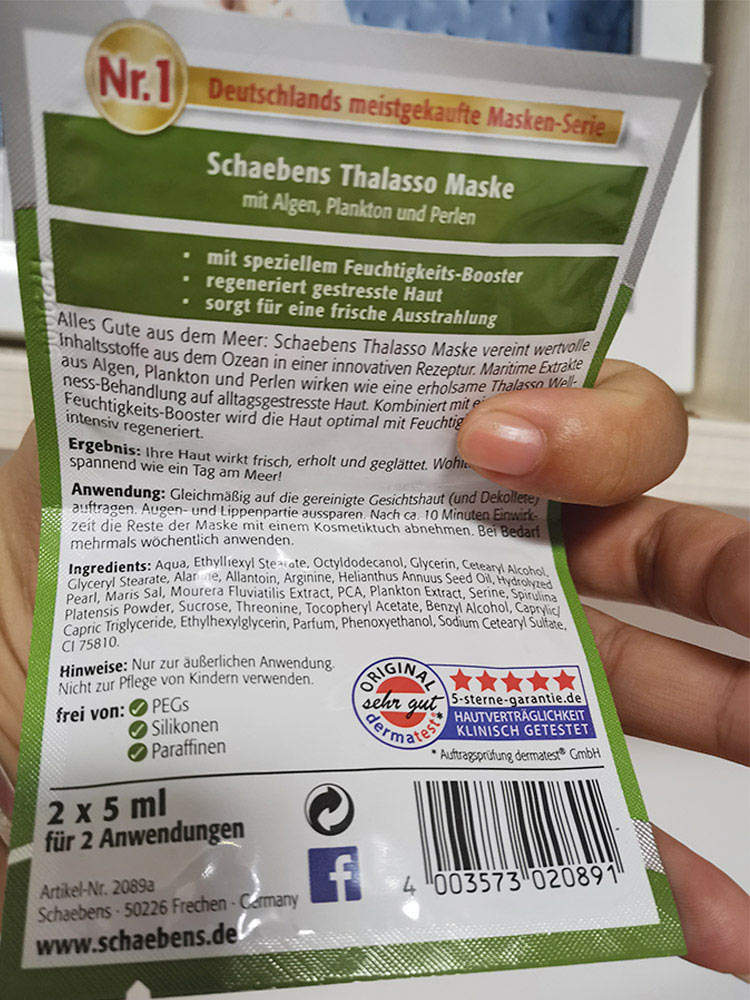 Nr.1
Deutschlands meistgekaufte Masken-Serie
Schaebens Thalasso Maske
mit Algen, Plankton und Perlen
• mit speziellem Feuchtigkeits-Booster
• regeneriert gestresste Haut
• sorgt für eine frische Ausstrahlung
Alles Gute aus dem Meer: Schaebens Thalasso Maske vereint wertvolle
Inhaltsstoffe aus dem Ozean in einer innovativen Rezeptur. Maritime Extrakte
aus Algen, Plankton und Perlen wirken wie eine erholsame Thalasso Well-
ness-Behandlung auf alltagsgestresste Haut. Kombiniert mit
Feuchtigkeits-Booster wird die Haut optimal mit
intensiv regeneriert.
Ergebnis: Ihre Haut wirkt frisch, erholt und geglättet.
spannend wie ein Tag am Meer!
Anwendung: Gleichmäßig auf die gereinigte Gesichtshaut (und Dekolleté)
auftragen. Augen- und Lippenpartie aussparen. Nach ca. 10 Minuten Einwirk-
zeit die Reste der Maske mit einem Kosmetiktuch abnehmen. Bei Bedarf
mehrmals wöchentlich anwenden.
Ingredients: Aqua, Ethylhexyl Stearate, Octyldodecanol, Glycerin, Cetearyl Alcohol,
Glyceryl Stearate, Alanine, Allantoin, Arginine, Helianthus Annuus Seed Oil, Hydrolyzed
Pearl, Maris Sal, Mourera Fluviatilis Extract, PCA, Plankton Extract, Serine, Spirulina
Platensis Powder, Sucrose, Threonine, Tocopheryl Acetate, Benzyl Alcohol, Caprylic/
Capric Triglyceride, Ethylhexylglycerin, Parfum, Phenoxyethanol, Sodium Cetearyl Sulfate,
CI 75810.
Hinweise: Nur zur äußerlichen Anwendung.
Nicht zur Pflege von Kindern verwenden.
frei von: PEGs
Silikonen
Paraffinen
ORIGINAL
sehr gut
dermatest®*
5-sterne-garantie.de
HAUTVERTRÄGLICHKEIT
KLINISCH GETESTET
* Auftragsprüfung dermatest® GmbH
2 x 5 ml
für 2 Anwendungen
f
Artikel-Nr. 2089a
Schaebens · 50226 Frechen · Germany
www.schaebens.de
4 003573 020891